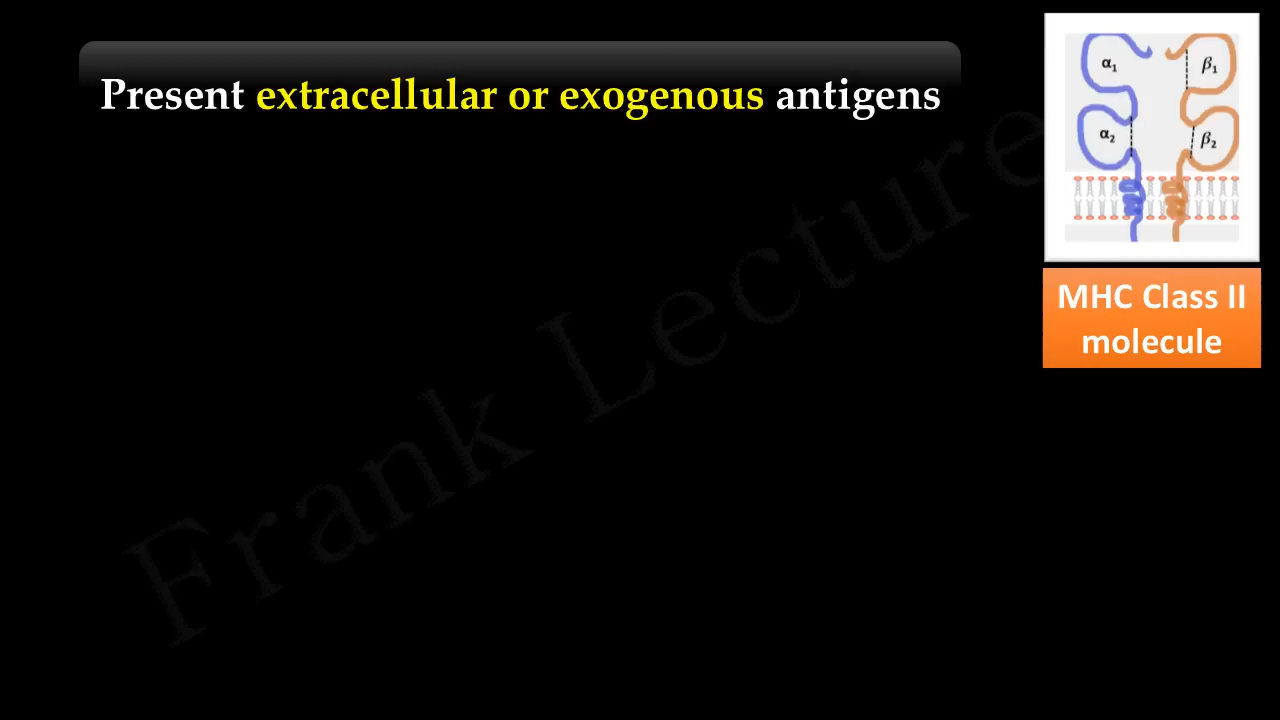 Present extracellular or exogenous antigens
α1
β1
α2
β2
MHC Class II
molecule
Frank Lecture